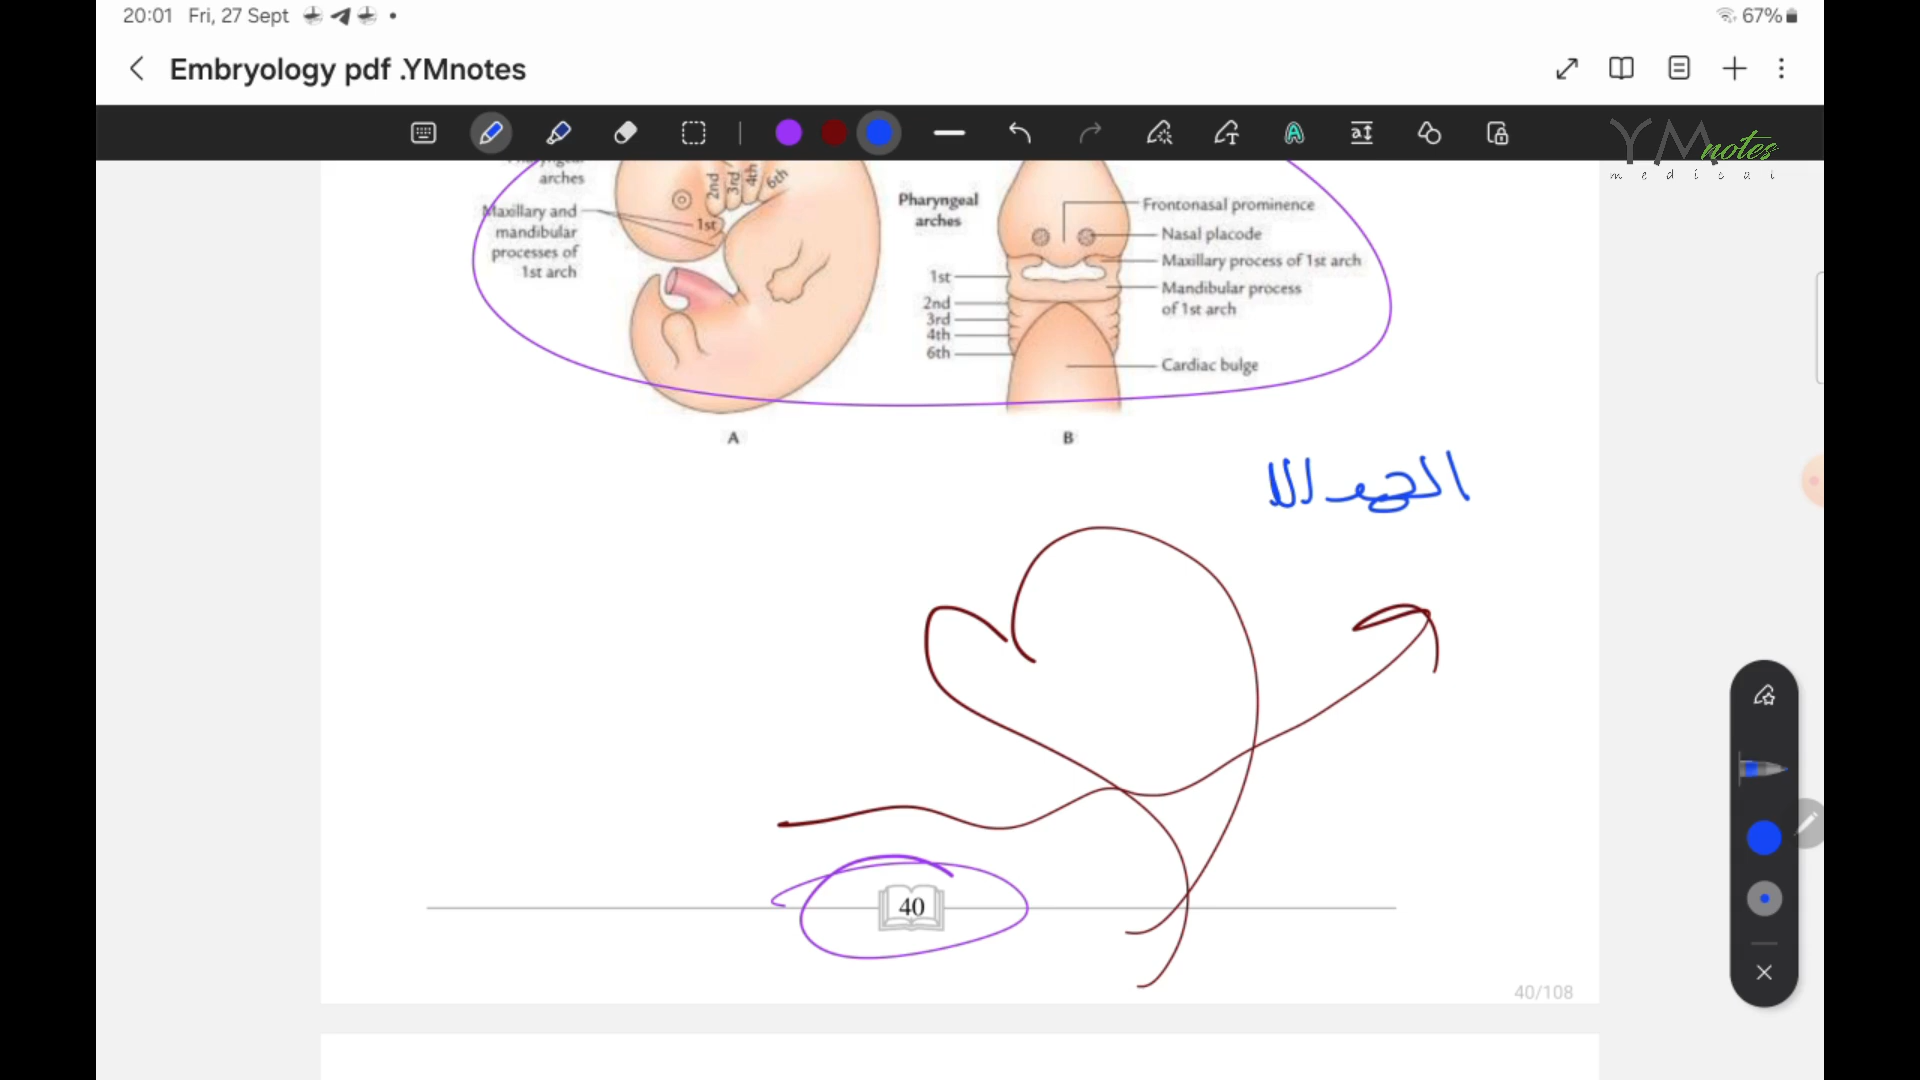 20:01 Fri, 27 Sept
67%
Embryology pdf .YMnotes
YMnotes
medical
arches
Maxillary and
mandibular
processes of
1st arch
2nd
3rd
4th
6th
1st
A
Pharyngeal
arches
1st
2nd
3rd
4th
6th
Frontonasal prominence
Nasal placode
Maxillary process of 1st arch
Mandibular process
of 1st arch
Cardiac bulge
B
40
40/108